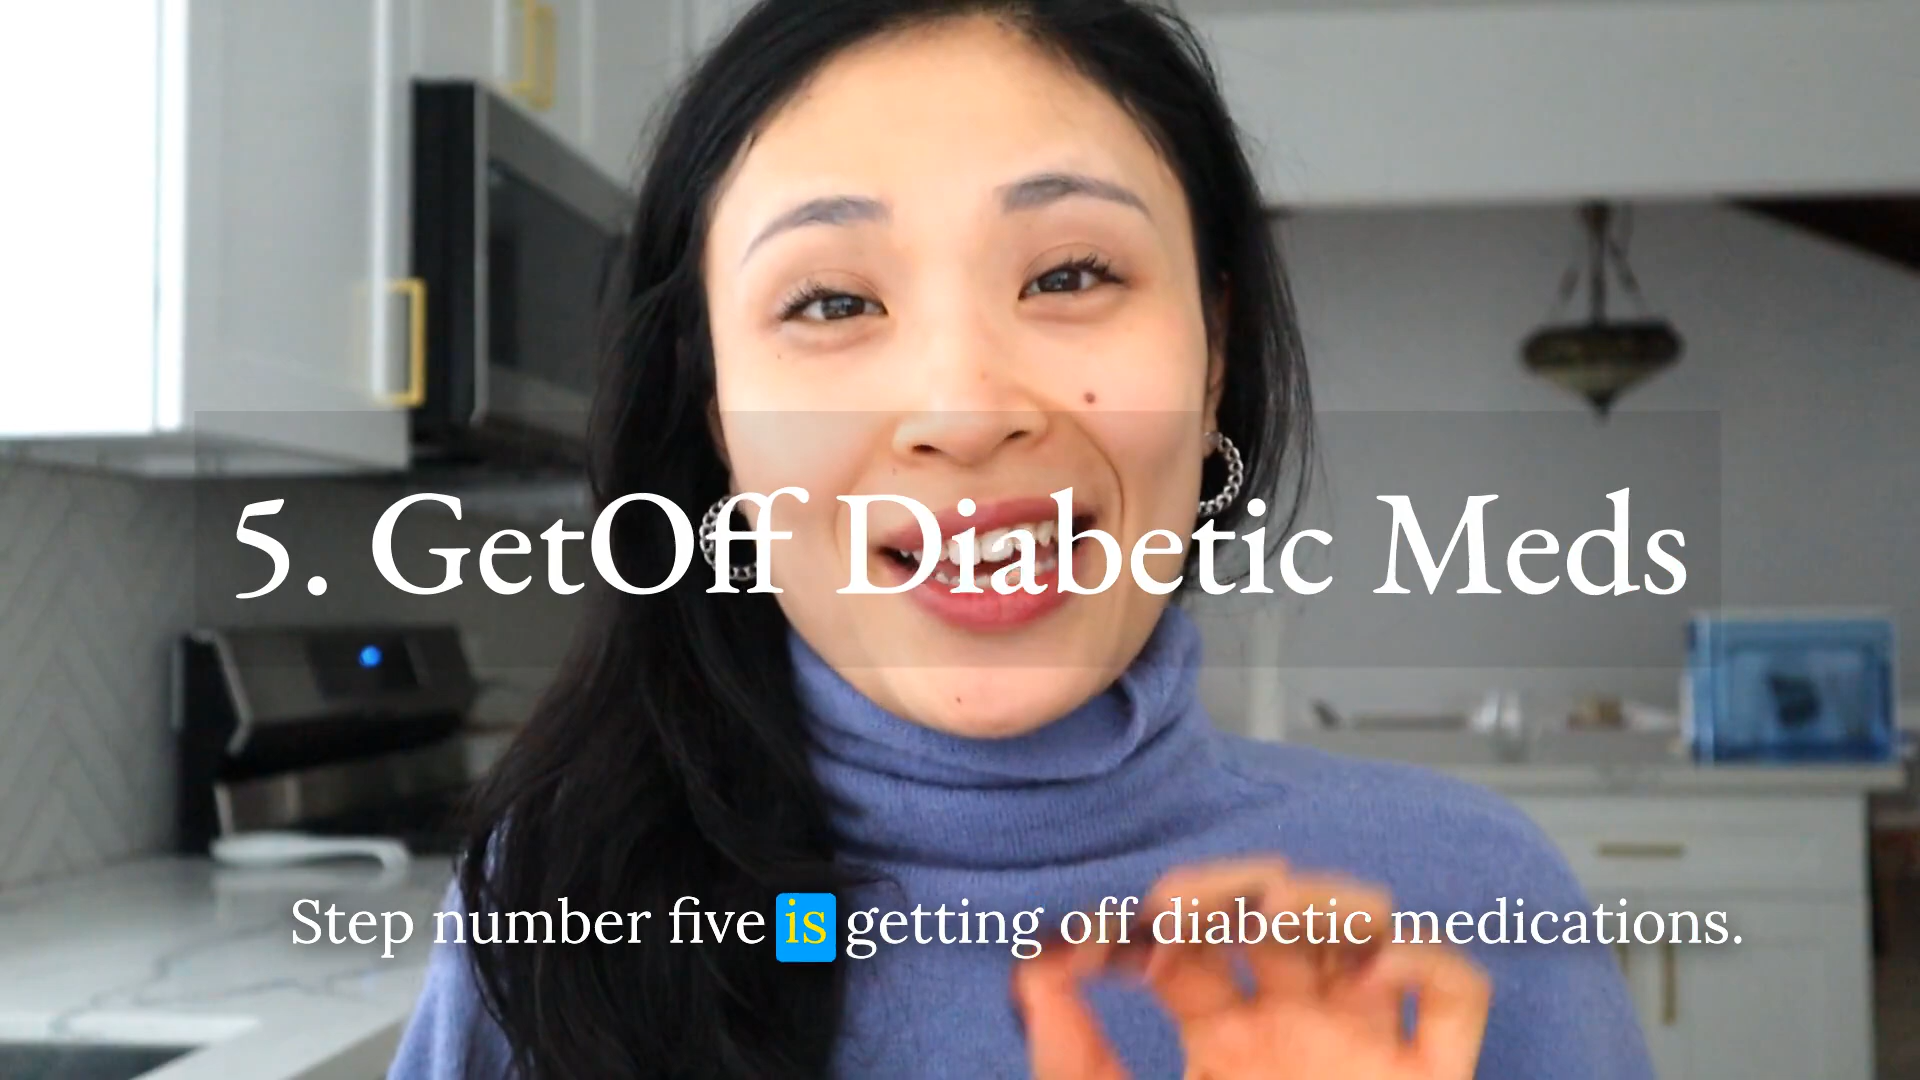 5. GetOff Diabetic Meds
Step number five is getting off diabetic medications.